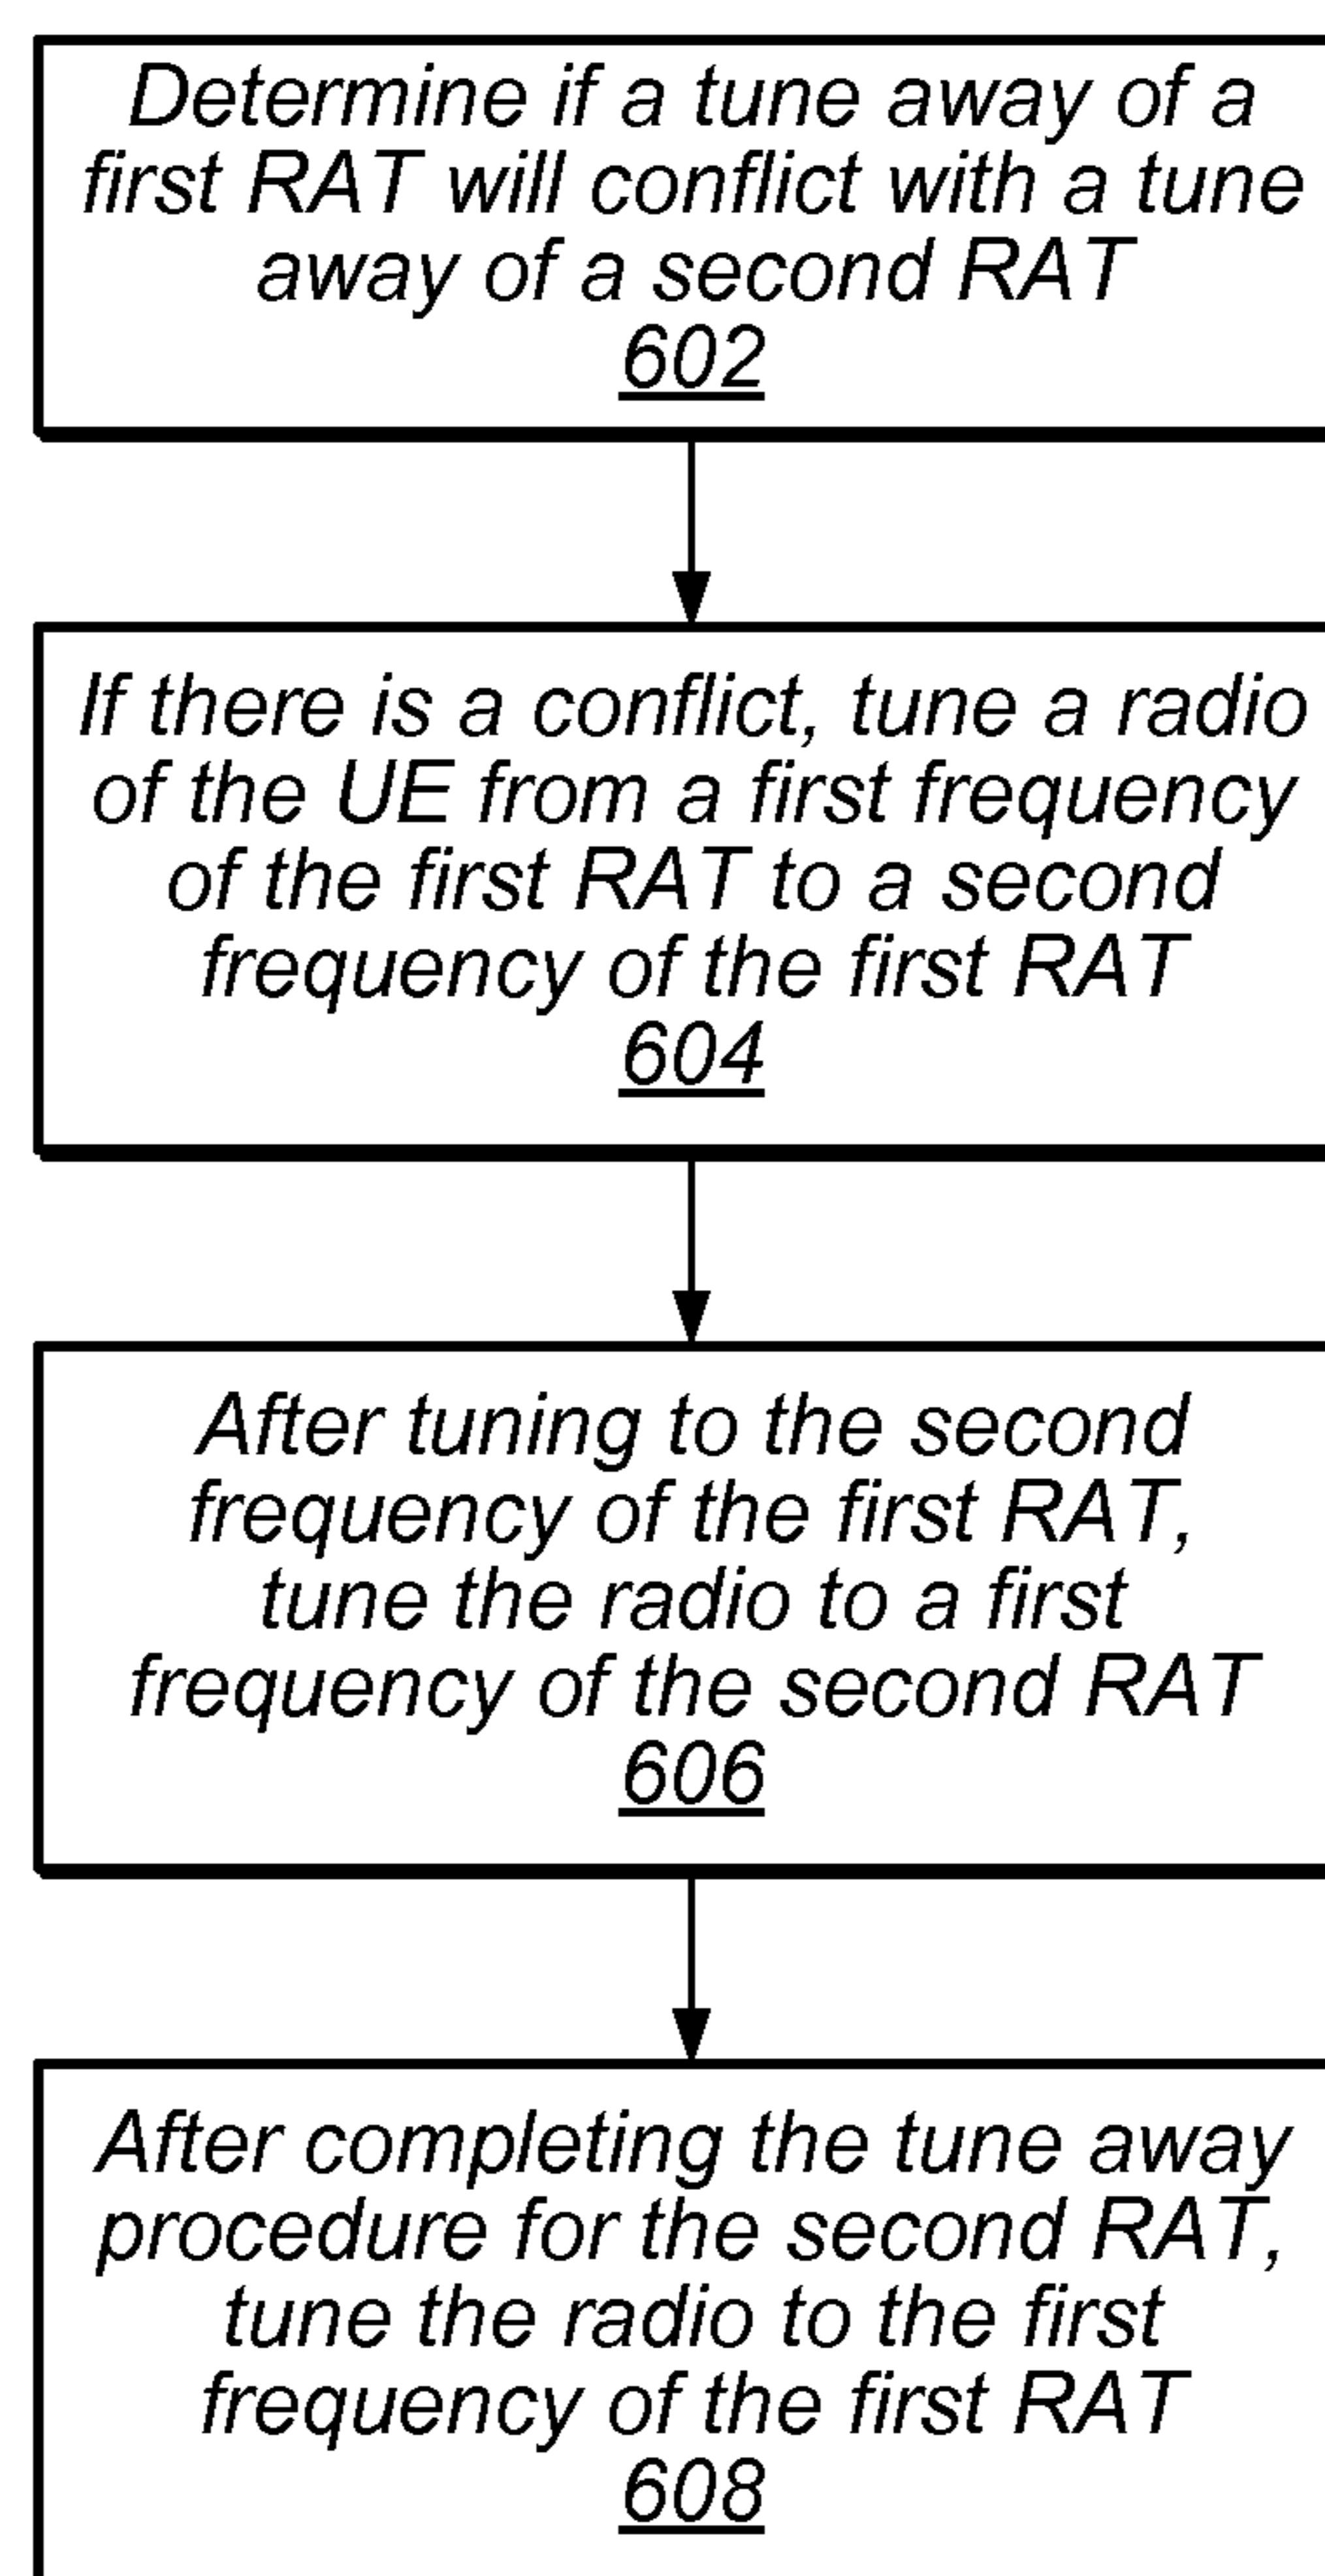 Determine if a tune away of a
first RAT will conflict with a tune
away of a second RAT
602
If there is a conflict, tune a radio
of the UE from a first frequency
of the first RAT to a second
frequency of the first RAT
604
After tuning to the second
frequency of the first RAT,
tune the radio to a first
frequency of the second RAT
606
After completing the tune away
procedure for the second RAT,
tune the radio to the first
frequency of the first RAT
608